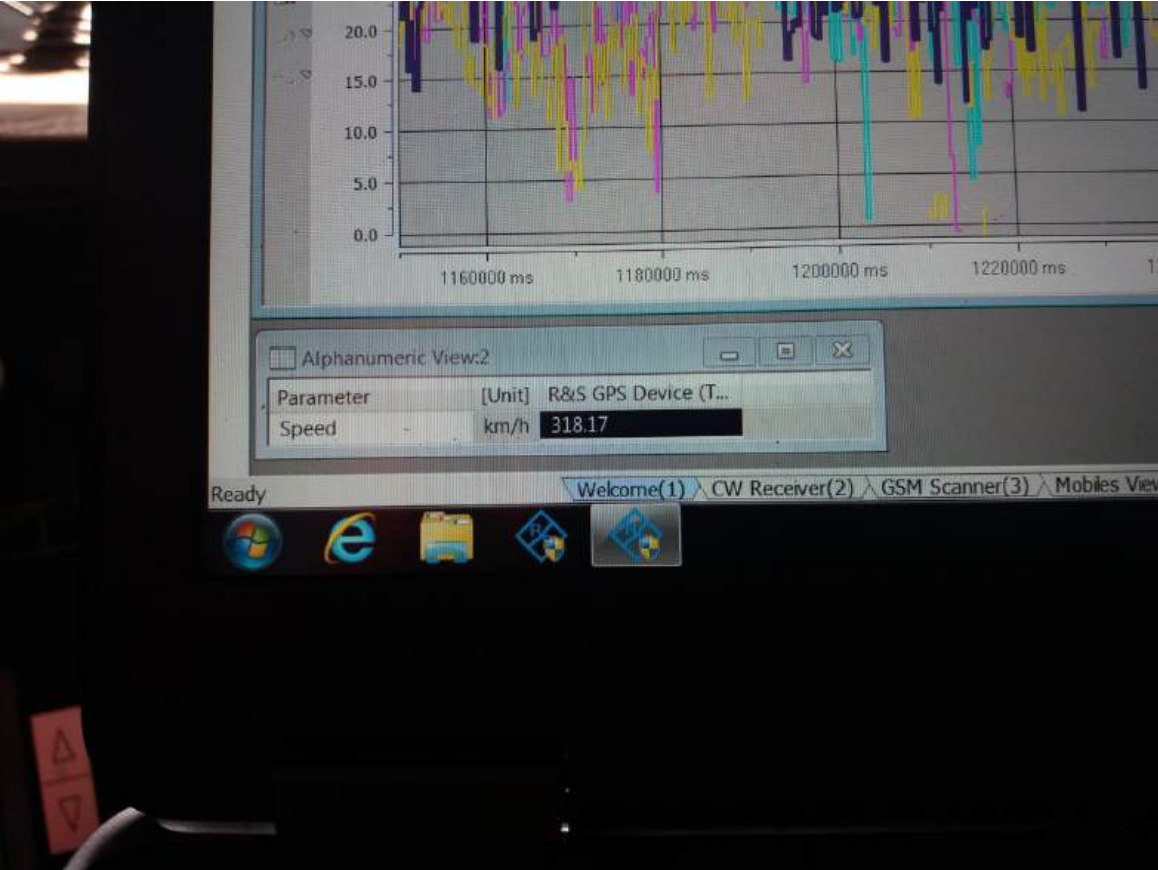 20.0
15.0
10.0
5.0
0.0
1160000 ms 1180000 ms 1200000 ms 1220000 ms
Alphanumeric View:2
Parameter [Unit] R&S GPS Device (T...
Speed km/h 318.17
Ready Welcome(1) CW Receiver(2) GSM Scanner(3) Mobiles View